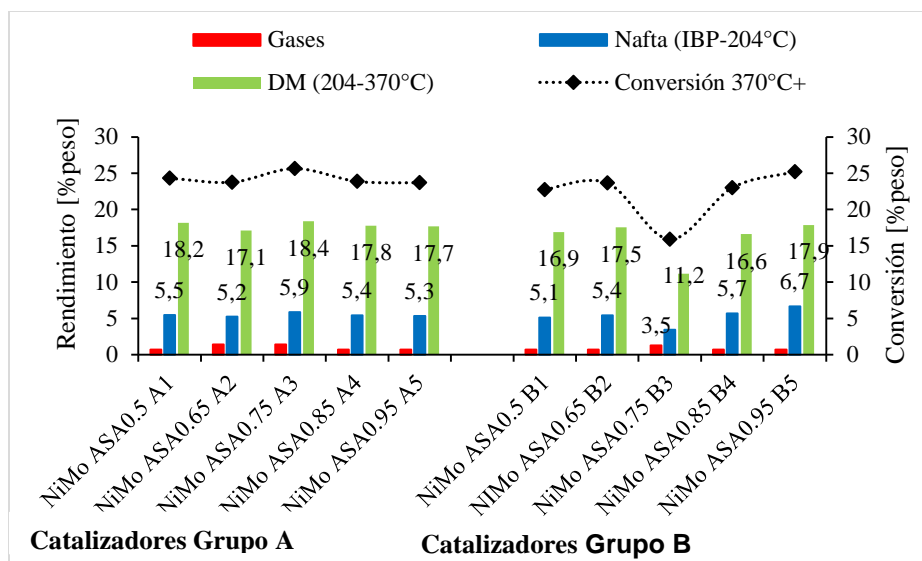 Gases
Nafta (IBP-204°C)
DM (204-370°C)
Conversión 370°C+
Rendimiento [%peso]
30
25
20
15
10
5
0
18,2
17,1
18,4
17,8
17,7
16,9
17,5
11,2
16,6
17,9
5,5
5,2
5,9
5,4
5,3
5,1
5,4
3,5
5,7
6,7
30
25
20
15
10
5
0
Conversión [%peso]
NiMo ASA0.5 A1
NiMo ASA0.65 A2
NiMo ASA0.75 A3
NiMo ASA0.85 A4
NiMo ASA0.95 A5
NiMo ASA0.5 B1
NIMo ASA0.65 B2
NiMo ASA0.75 B3
NiMo ASA0.85 B4
NiMo ASA0.95 B5
Catalizadores Grupo A
Catalizadores Grupo B